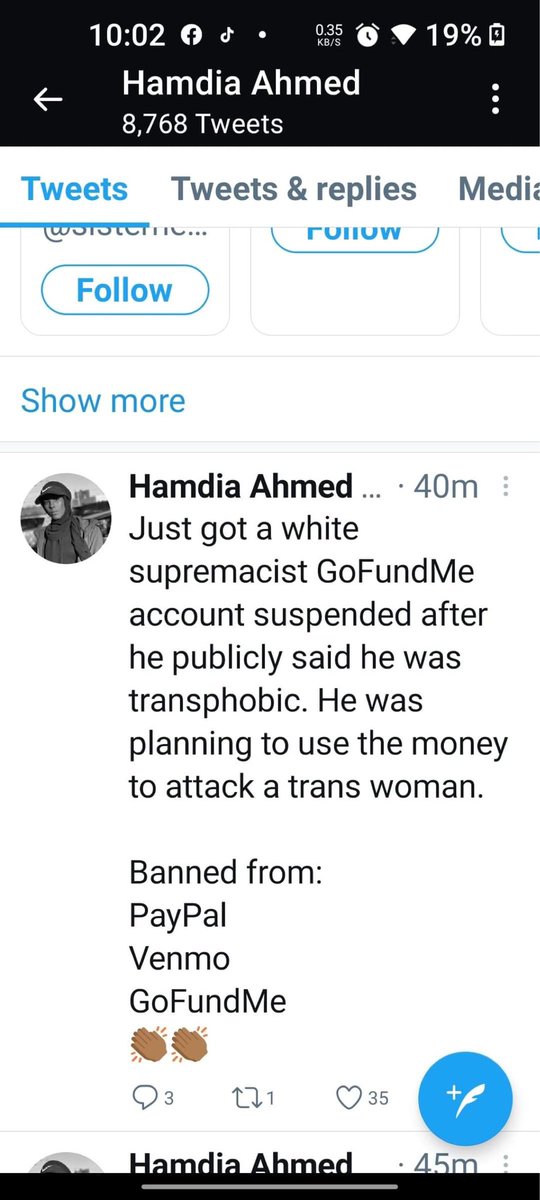 10:02 0.35 KB/S 19%
Hamdia Ahmed
8,768 Tweets
Tweets Tweets & replies Media
Follow
Follow
Show more
Hamdia Ahmed ... · 40m
Just got a white
supremacist GoFundMe
account suspended after
he publicly said he was
transphobic. He was
planning to use the money
to attack a trans woman.
Banned from:
PayPal
Venmo
GoFundMe
👏🏾👏🏾
3 1 35
Hamdia Ahmed · 45m